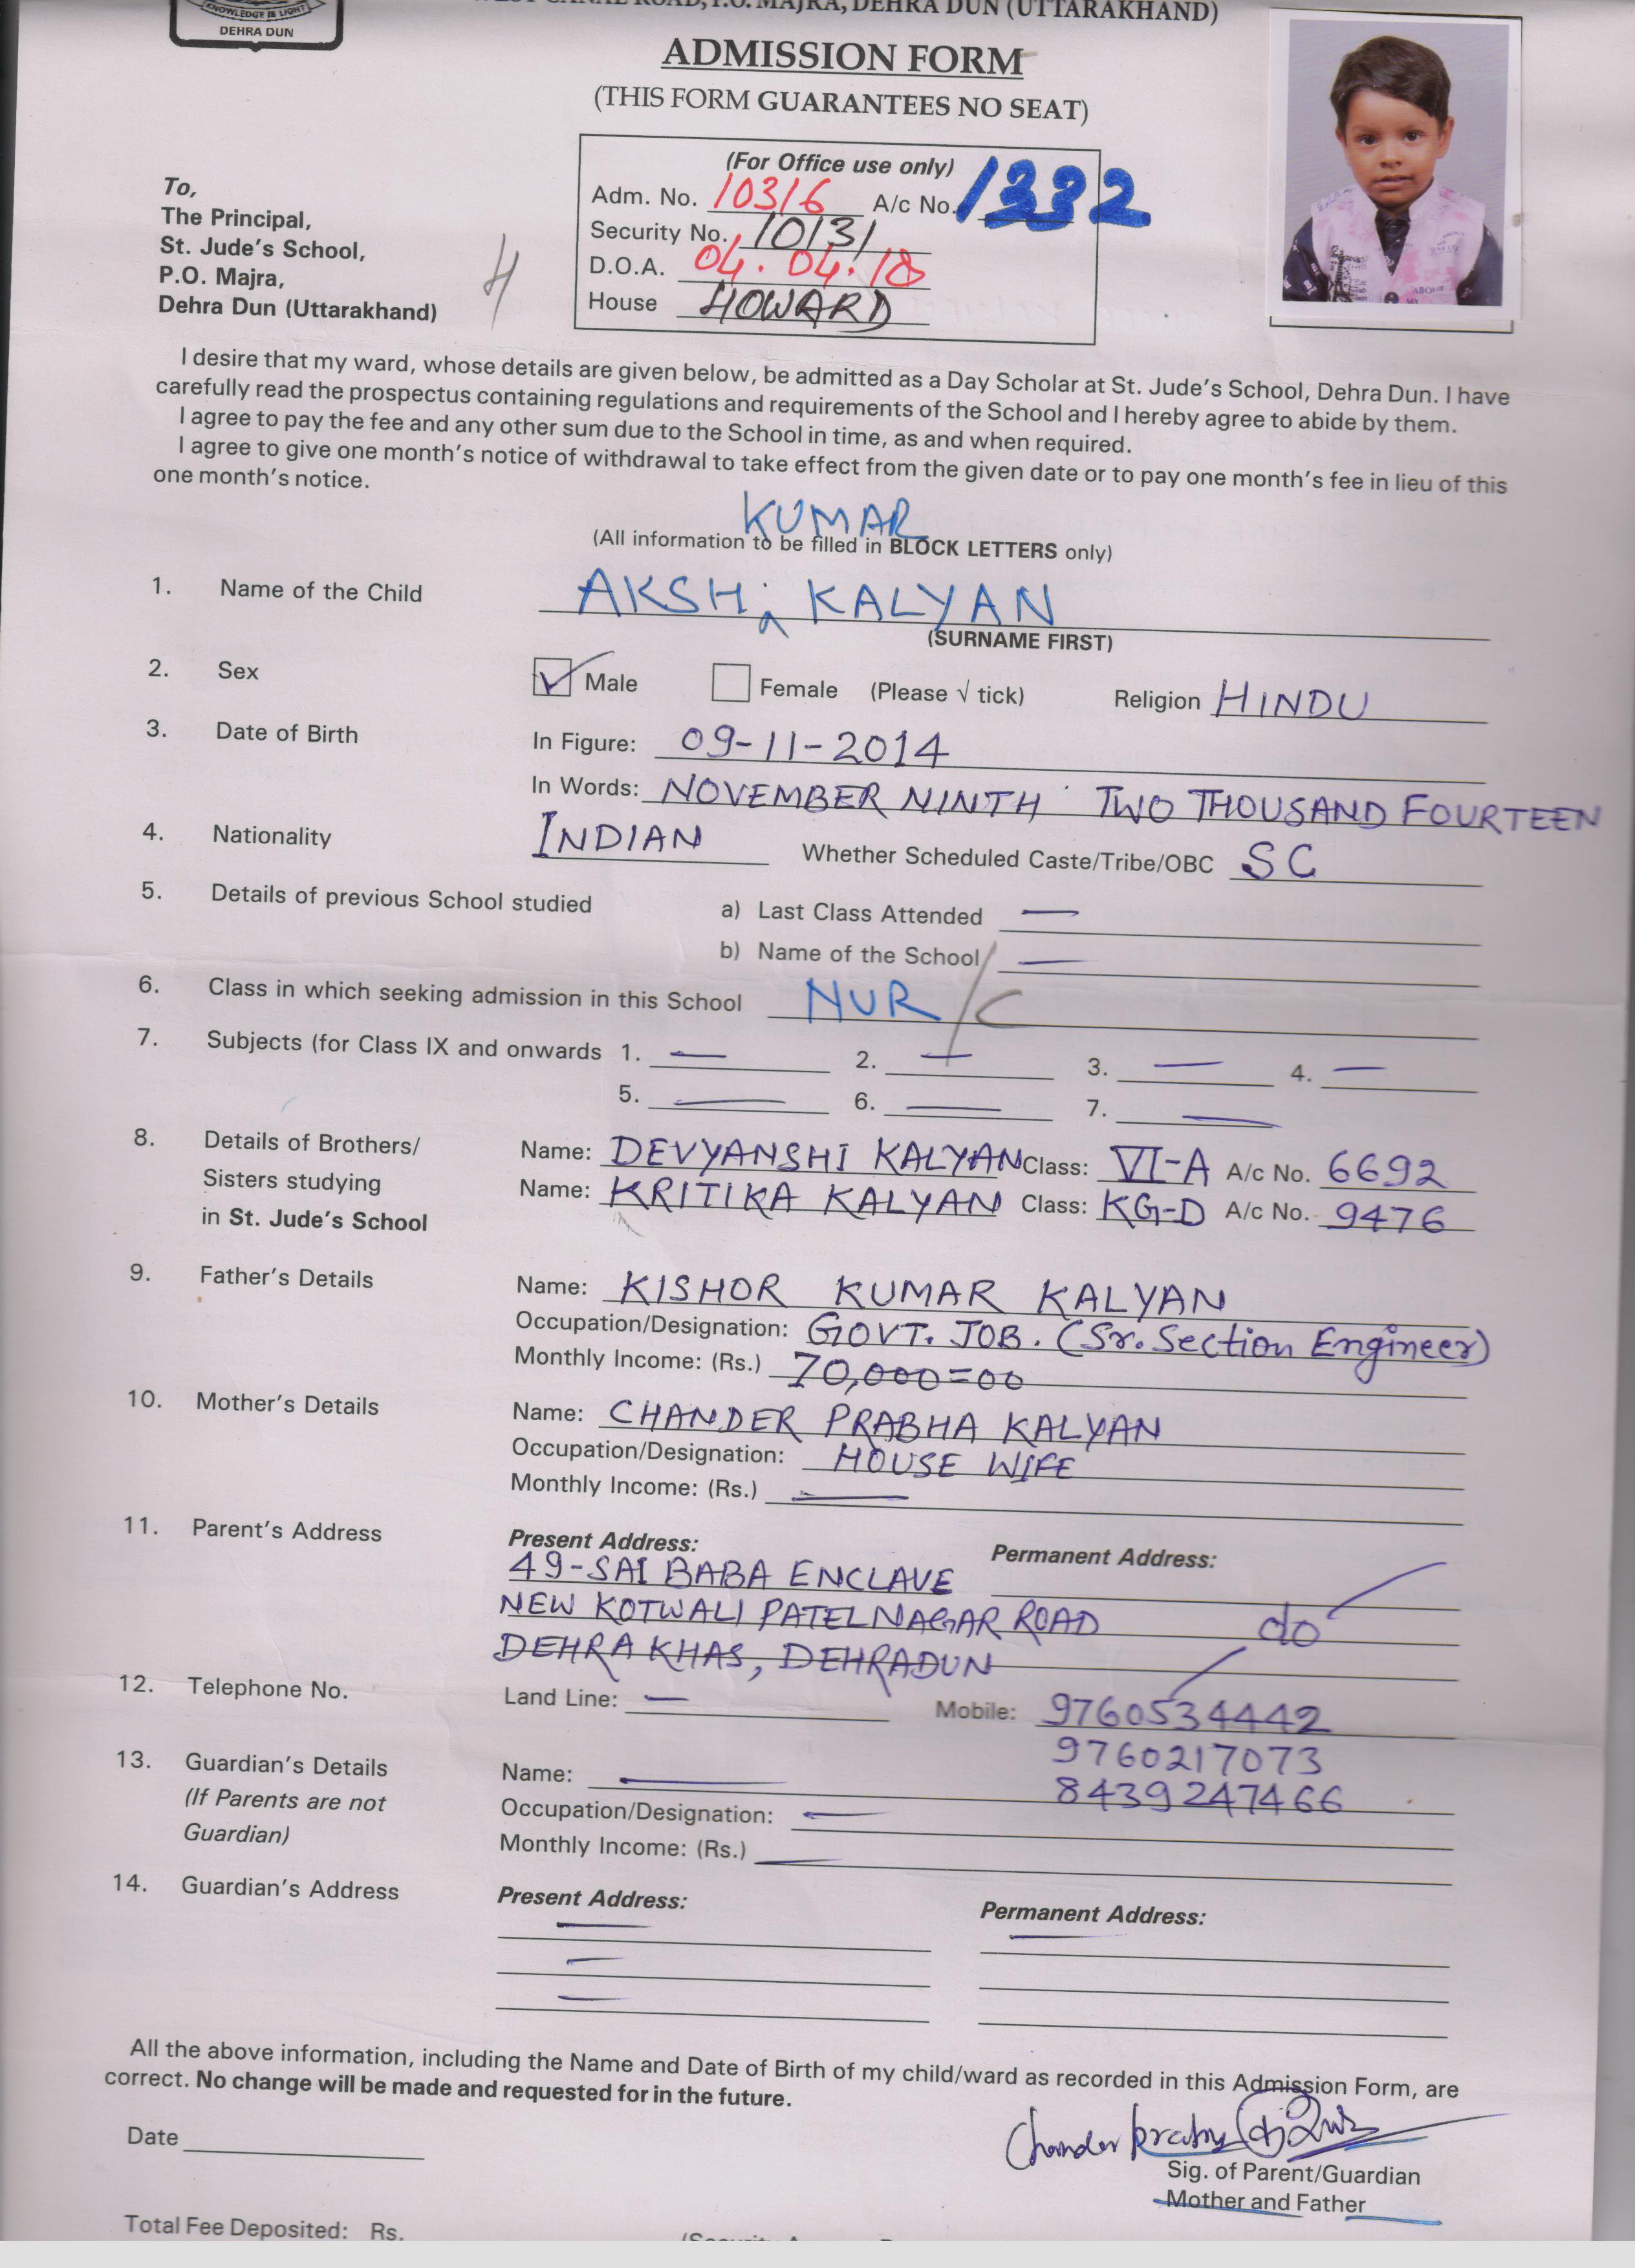 KNOWLEDGE IS LIGHT
DEHRA DUN
WEST CANAL ROAD, P.O. MAJRA, DEHRA DUN (UTTARAKHAND)
ADMISSION FORM
(THIS FORM GUARANTEES NO SEAT)
(For Office use only)
Adm. No. 10316 A/c No. 1332
Security No. 10131
D.O.A. 04.04.18
House HOWARD
To,
The Principal,
St. Jude's School,
P.O. Majra,
Dehra Dun (Uttarakhand)
H
I desire that my ward, whose details are given below, be admitted as a Day Scholar at St. Jude's School, Dehra Dun. I have
carefully read the prospectus containing regulations and requirements of the School and I hereby agree to abide by them.
I agree to pay the fee and any other sum due to the School in time, as and when required.
I agree to give one month's notice of withdrawal to take effect from the given date or to pay one month's fee in lieu of this
one month's notice.
KUMAR
(All information to be filled in BLOCK LETTERS only)
1. Name of the Child AKSH KALYAN
(SURNAME FIRST)
2. Sex Male Female (Please √ tick) Religion HINDU
3. Date of Birth In Figure: 09-11-2014
In Words: NOVEMBER NINTH TWO THOUSAND FOURTEEN
4. Nationality INDIAN Whether Scheduled Caste/Tribe/OBC SC
5. Details of previous School studied a) Last Class Attended —
b) Name of the School —
6. Class in which seeking admission in this School NUR/C
7. Subjects (for Class IX and onwards 1. — 2. — 3. — 4. —
5. — 6. — 7. —
8. Details of Brothers/ Name: DEVYANSHI KALYAN Class: VI-A A/c No. 6692
Sisters studying Name: KRITIKA KALYAN Class: KG-D A/c No. 9476
in St. Jude's School
9. Father's Details Name: KISHOR KUMAR KALYAN
Occupation/Designation: GOVT. JOB. (Sr. Section Engineer)
Monthly Income: (Rs.) 70,000=00
10. Mother's Details Name: CHANDER PRABHA KALYAN
Occupation/Designation: HOUSE WIFE
Monthly Income: (Rs.) —
11. Parent's Address Present Address: Permanent Address:
49-SAI BABA ENCLAVE
NEW KOTWALI PATELNAGAR ROAD do
DEHRA KHAS, DEHRADUN
12. Telephone No. Land Line: — Mobile: 9760534442
9760217073
8439247466
13. Guardian's Details Name: —
(If Parents are not Occupation/Designation: —
Guardian) Monthly Income: (Rs.) —
14. Guardian's Address Present Address: Permanent Address:
— —
—
—
All the above information, including the Name and Date of Birth of my child/ward as recorded in this Admission Form, are
correct. No change will be made and requested for in the future.
Chander
Date
Sig. of Parent/Guardian
Mother and Father
Total Fee Deposited: Rs.